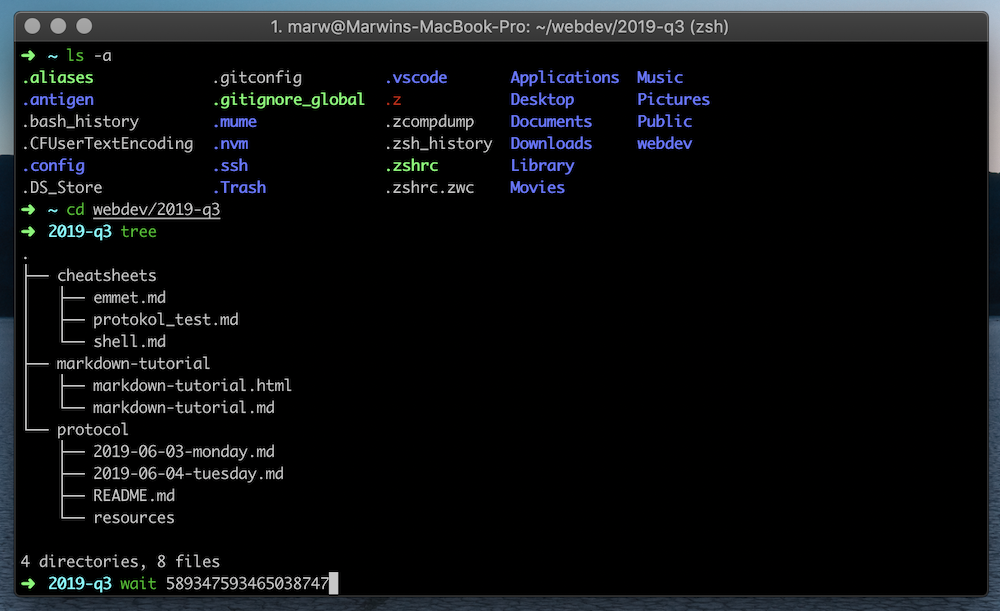 1. marw@Marwins-MacBook-Pro: ~/webdev/2019-q3 (zsh)
➜ ~ ls -a
.aliases .gitconfig .vscode Applications Music
.antigen .gitignore_global .z Desktop Pictures
.bash_history .mume .zcompdump Documents Public
.CFUserTextEncoding .nvm .zsh_history Downloads webdev
.config .ssh .zshrc Library
.DS_Store .Trash .zshrc.zwc Movies
➜ ~ cd webdev/2019-q3
➜ 2019-q3 tree
.
├── cheatsheets
│   ├── emmet.md
│   ├── protokol_test.md
│   └── shell.md
├── markdown-tutorial
│   ├── markdown-tutorial.html
│   └── markdown-tutorial.md
└── protocol
    ├── 2019-06-03-monday.md
    ├── 2019-06-04-tuesday.md
    ├── README.md
    └── resources
4 directories, 8 files
➜ 2019-q3 wait 589347593465038747